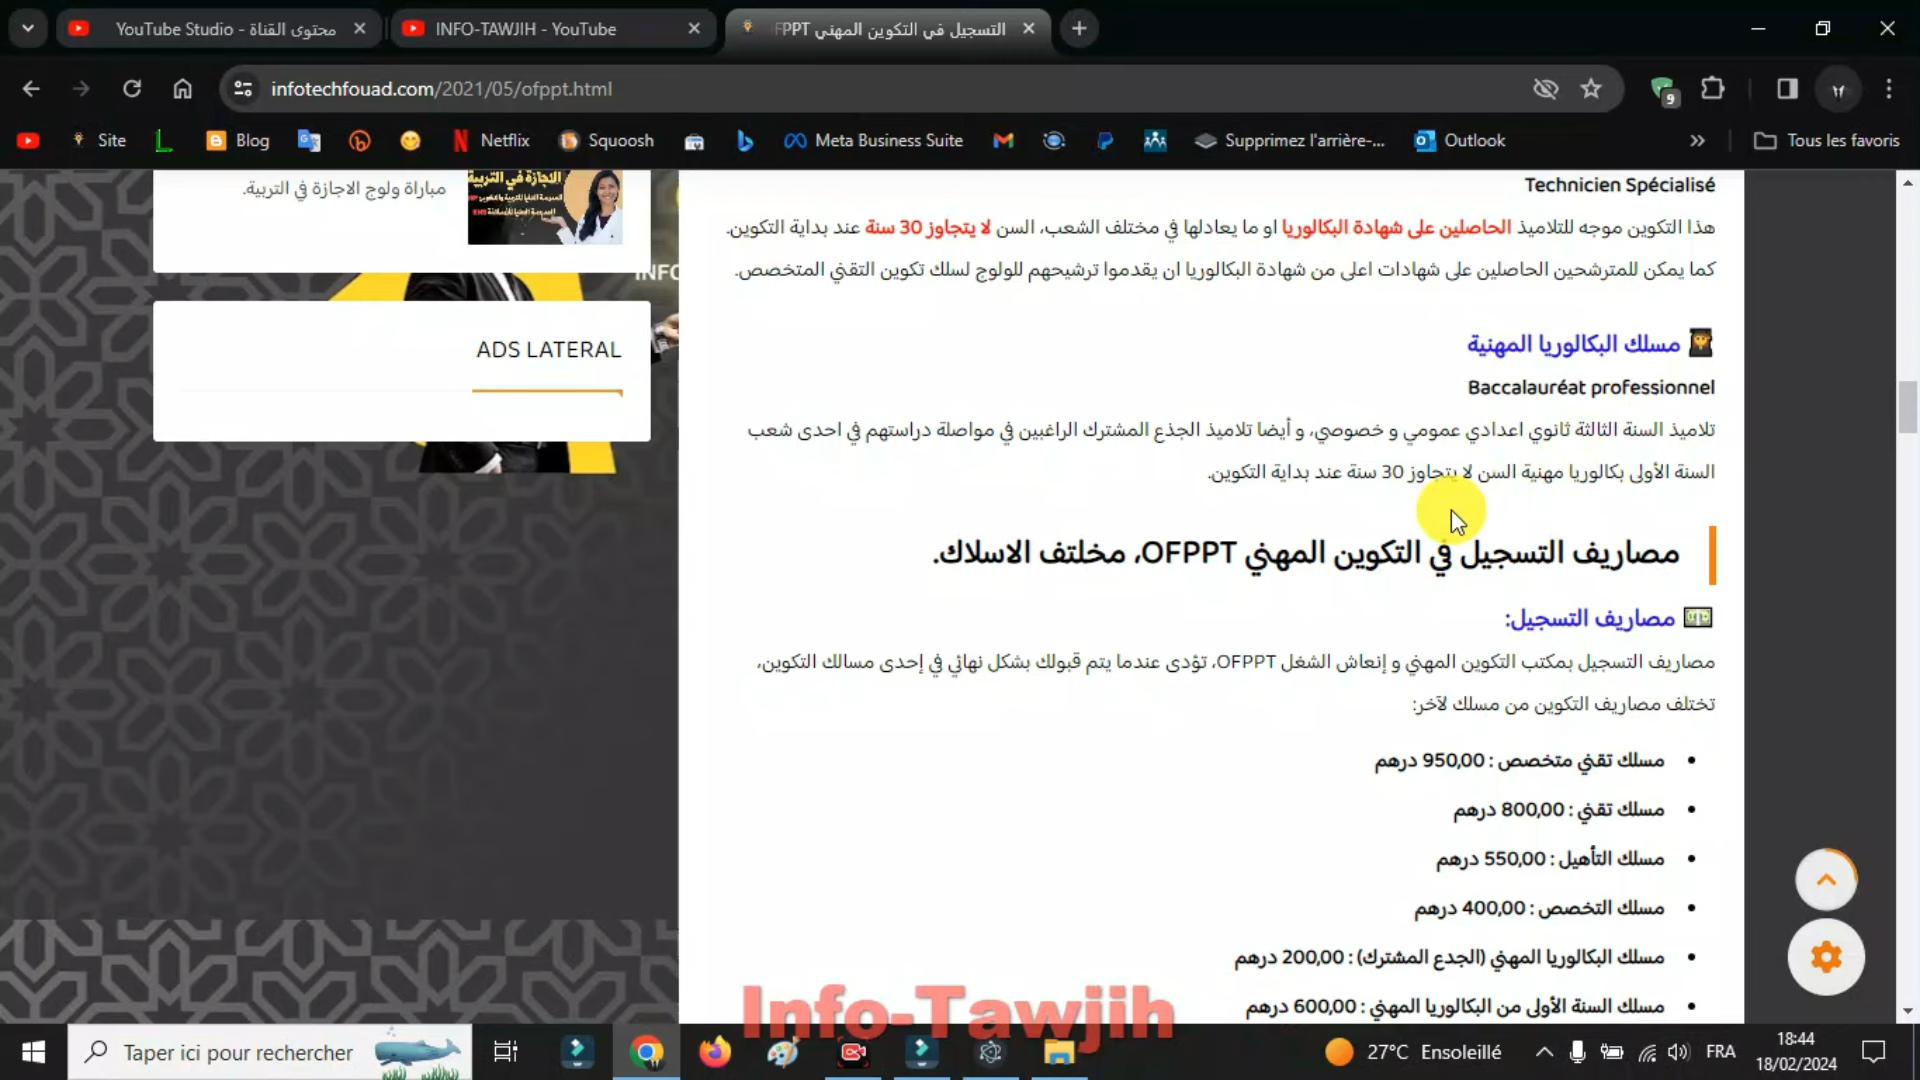 YouTube Studio - محتوى القناة
INFO-TAWJIH - YouTube
التسجيل في التكوين المهني FPPT
infotechfouad.com/2021/05/ofppt.html
9
Site
Blog
Netflix
Squoosh
Meta Business Suite
Supprimez l'arrière-...
Outlook
Tous les favoris
مباراة ولوج الاجازة في التربية.
الاجازة في التربية
ADS LATERAL
Technicien Spécialisé
هذا التكوين موجه للتلاميذ الحاصلين على شهادة البكالوريا او ما يعادلها في مختلف الشعب، السن لا يتجاوز 30 سنة عند بداية التكوين.
كما يمكن للمترشحين الحاصلين على شهادات اعلى من شهادة البكالوريا ان يقدموا ترشيحهم للولوج لسلك تكوين التقني المتخصص.
مسلك البكالوريا المهنية
Baccalauréat professionnel
تلاميذ السنة الثالثة ثانوي اعدادي عمومي و خصوصي، و أيضا تلاميذ الجذع المشترك الراغبين في مواصلة دراستهم في احدى شعب
السنة الأولى بكالوريا مهنية السن لا يتجاوز 30 سنة عند بداية التكوين.
مصاريف التسجيل في التكوين المهني OFPPT، مخلتف الاسلاك.
مصاريف التسجيل:
مصاريف التسجيل بمكتب التكوين المهني و إنعاش الشغل OFPPT، تؤدى عندما يتم قبولك بشكل نهائي في إحدى مسالك التكوين،
تختلف مصاريف التكوين من مسلك لآخر:
مسلك تقني متخصص : 950,00 درهم
مسلك تقني : 800,00 درهم
مسلك التأهيل : 550,00 درهم
مسلك التخصص : 400,00 درهم
مسلك البكالوريا المهني (الجدع المشترك) : 200,00 درهم
مسلك السنة الأولى من البكالوريا المهني : 600,00 درهم
Info-Tawjih
Taper ici pour rechercher
27°C Ensoleillé
FRA
18:44
18/02/2024